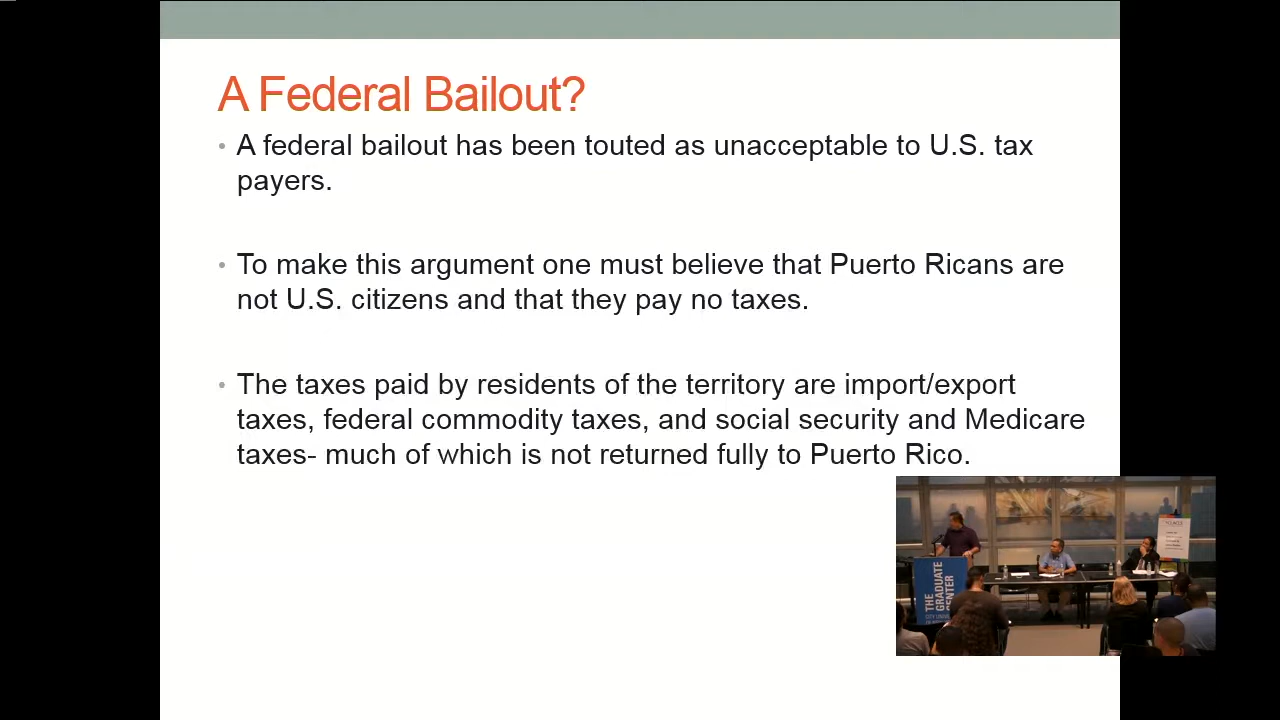 A Federal Bailout?
• A federal bailout has been touted as unacceptable to U.S. tax
payers.
• To make this argument one must believe that Puerto Ricans are
not U.S. citizens and that they pay no taxes.
• The taxes paid by residents of the territory are import/export
taxes, federal commodity taxes, and social security and Medicare
taxes- much of which is not returned fully to Puerto Rico.
THE
GRADUATE
CENTER